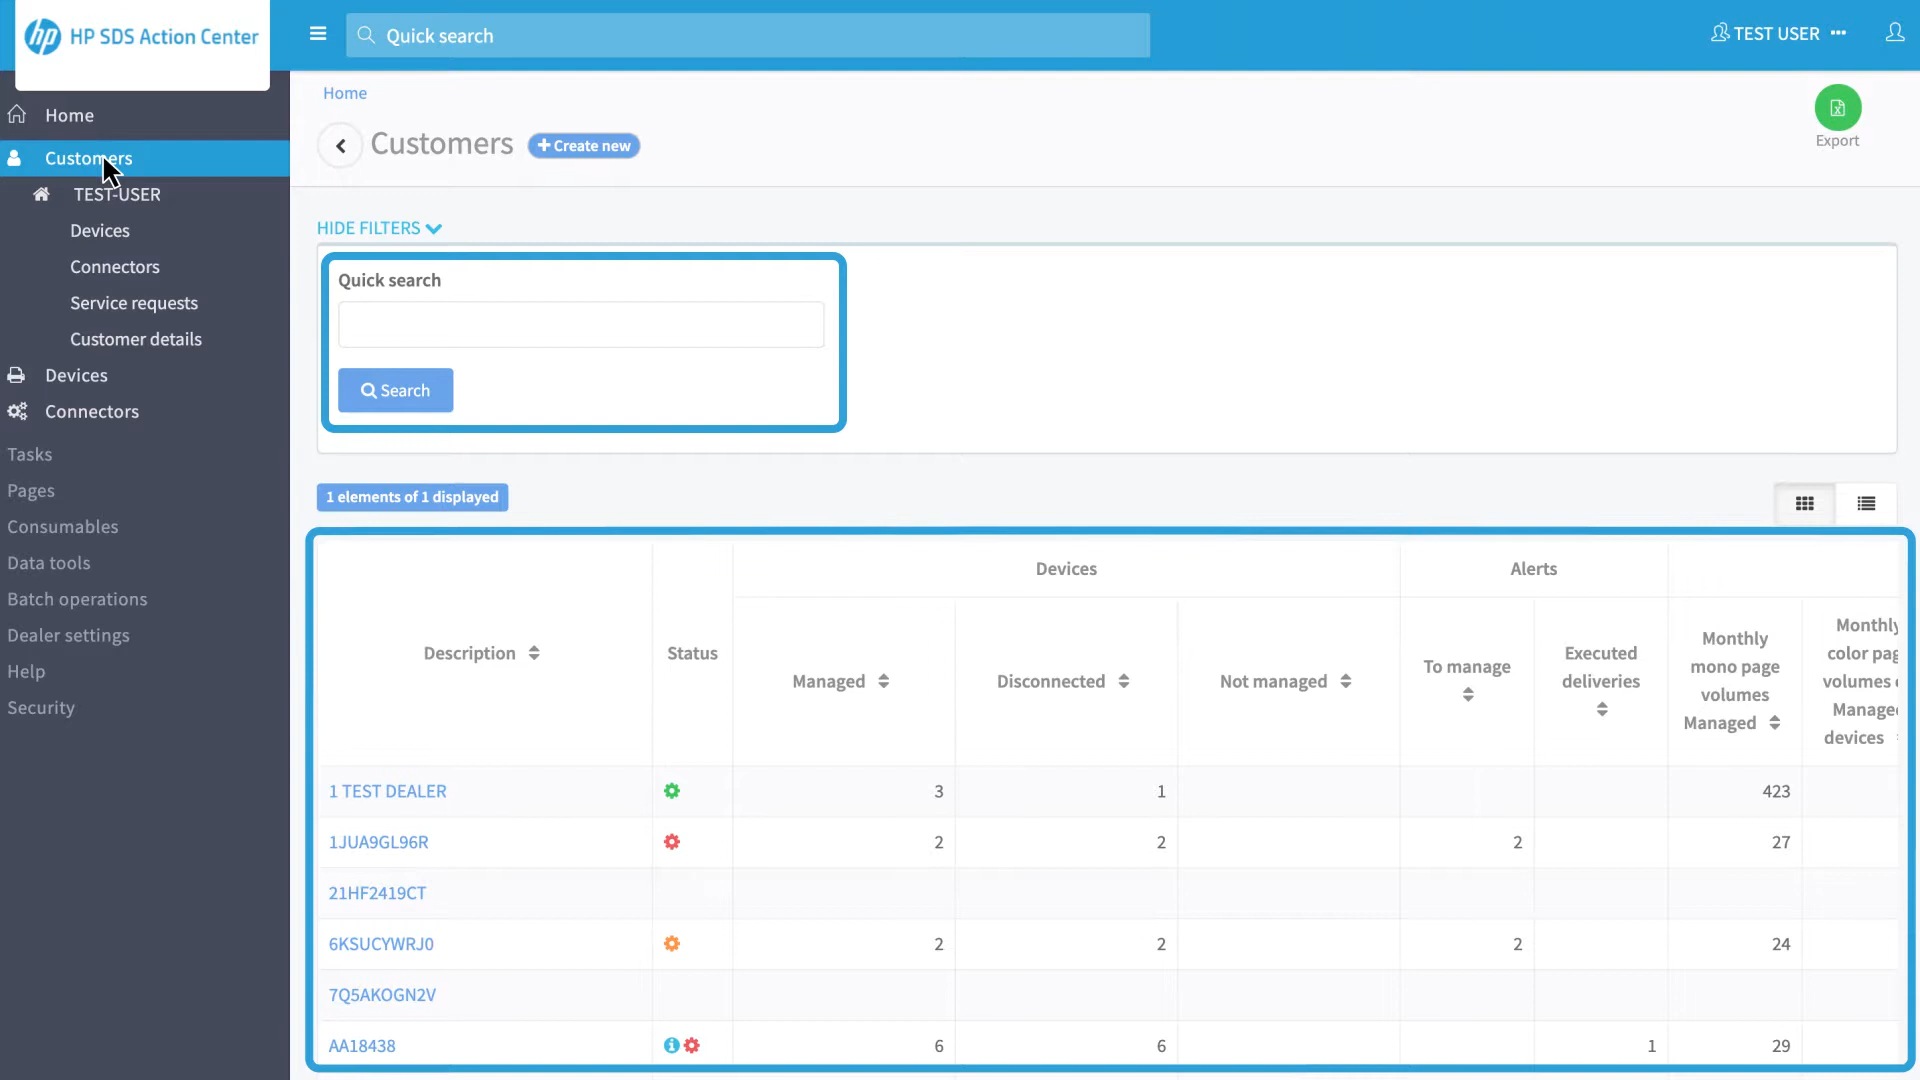 hp HP SDS Action Center
Quick search
TEST USER
Home
Customers
TEST-USER
Devices
Connectors
Service requests
Customer details
Devices
Connectors
Tasks
Pages
Consumables
Data tools
Batch operations
Dealer settings
Help
Security
Home
Customers
Create new
Export
HIDE FILTERS
Quick search
Search
1 elements of 1 displayed
Devices Alerts
Description Status
Managed Disconnected Not managed
To manage
Executed
deliveries
Monthly
mono page
volumes
Managed
Monthly
color pag
volumes
Manage
devices
1 TEST DEALER 3 1 423
1JUA9GL96R 2 2 2 27
21HF2419CT
6KSUCYWRJ0 2 2 2 24
7Q5AKOGN2V
AA18438 6 6 1 29